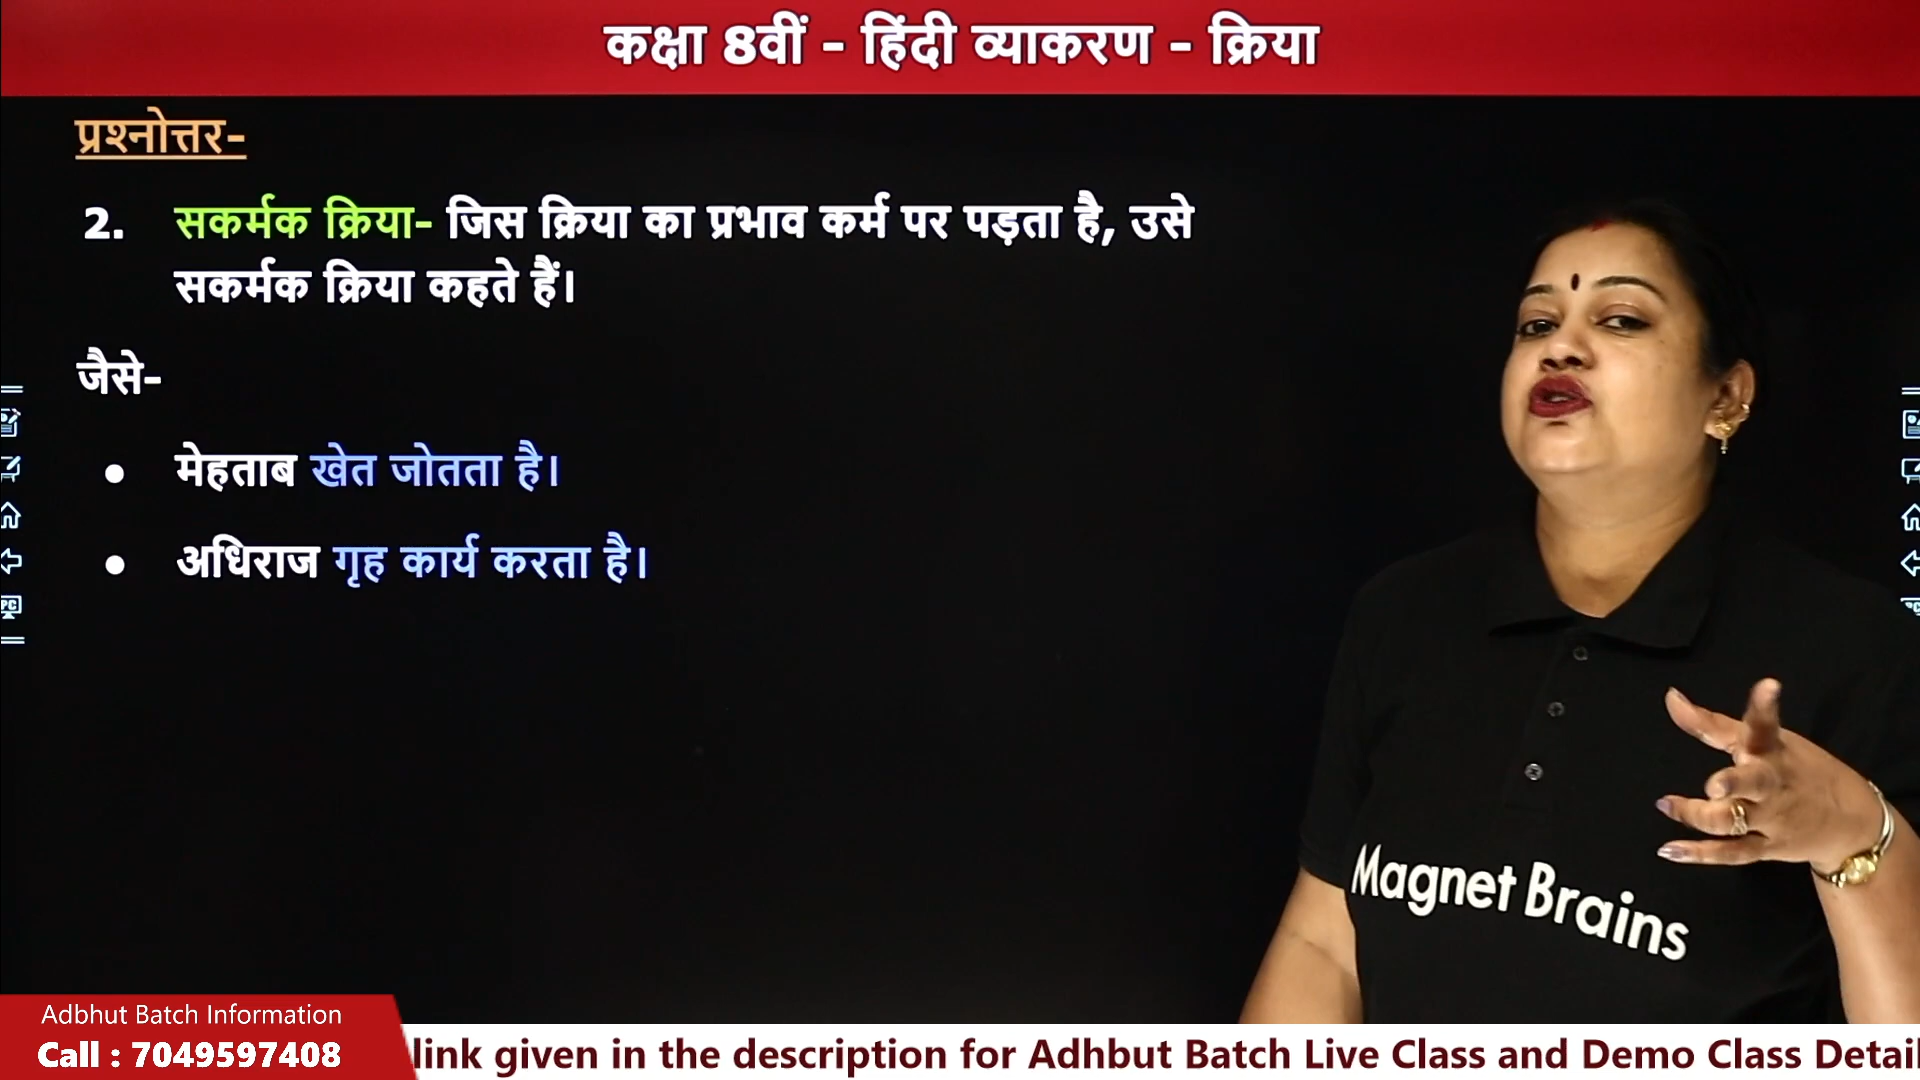 कक्षा 8वीं - हिंदी व्याकरण - क्रिया
प्रश्नोत्तर-
2. सकर्मक क्रिया- जिस क्रिया का प्रभाव कर्म पर पड़ता है, उसे
सकर्मक क्रिया कहते हैं।
जैसे-
● मेहताब खेत जोतता है।
● अधिराज गृह कार्य करता है।
Magnet Brains
Adbhut Batch Information
Call : 7049597408
link given in the description for Adhbut Batch Live Class and Demo Class Detail